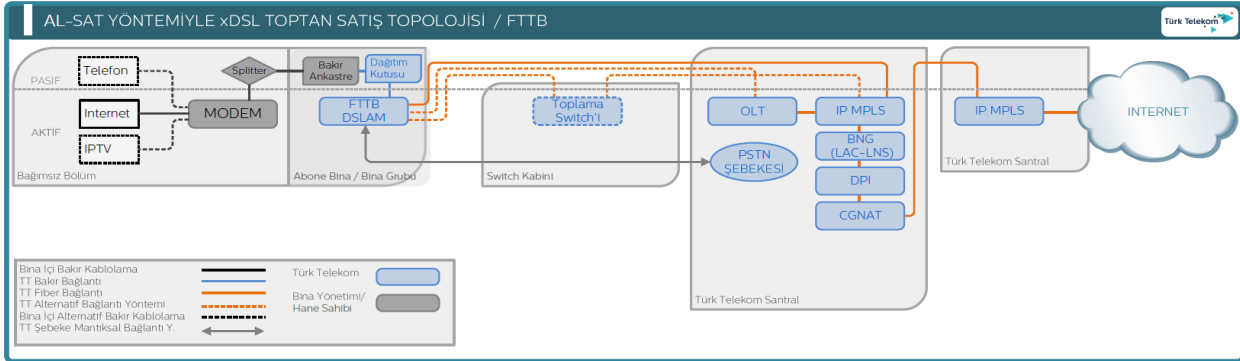 AL-SAT YÖNTEMİYLE xDSL TOPTAN SATIŞ TOPOLOJİSİ / FTTB
Türk Telekom
PASİF
Telefon
Splitter
Bakır
Ankastre
Dağıtım
Kutusu
AKTİF
Internet
IPTV
MODEM
FTTB
DSLAM
Toplama
Switch'i
OLT
IP MPLS
BNG
(LAC-LNS)
DPI
CGNAT
PSTN
ŞEBEKESİ
IP MPLS
INTERNET
Bağımsız Bölüm
Abone Bina / Bina Grubu
Switch Kabini
Türk Telekom Santral
Türk Telekom Santral
Bina İçi Bakır Kablolama
TT Bakır Bağlantı
TT Fiber Bağlantı
TT Alternatif Bağlantı Yöntemi
Bina İçi Alternatif Bakır Kablolama
TT Şebeke Mantıksal Bağlantı Y.
Türk Telekom
Bina Yönetimi/
Hane Sahibi